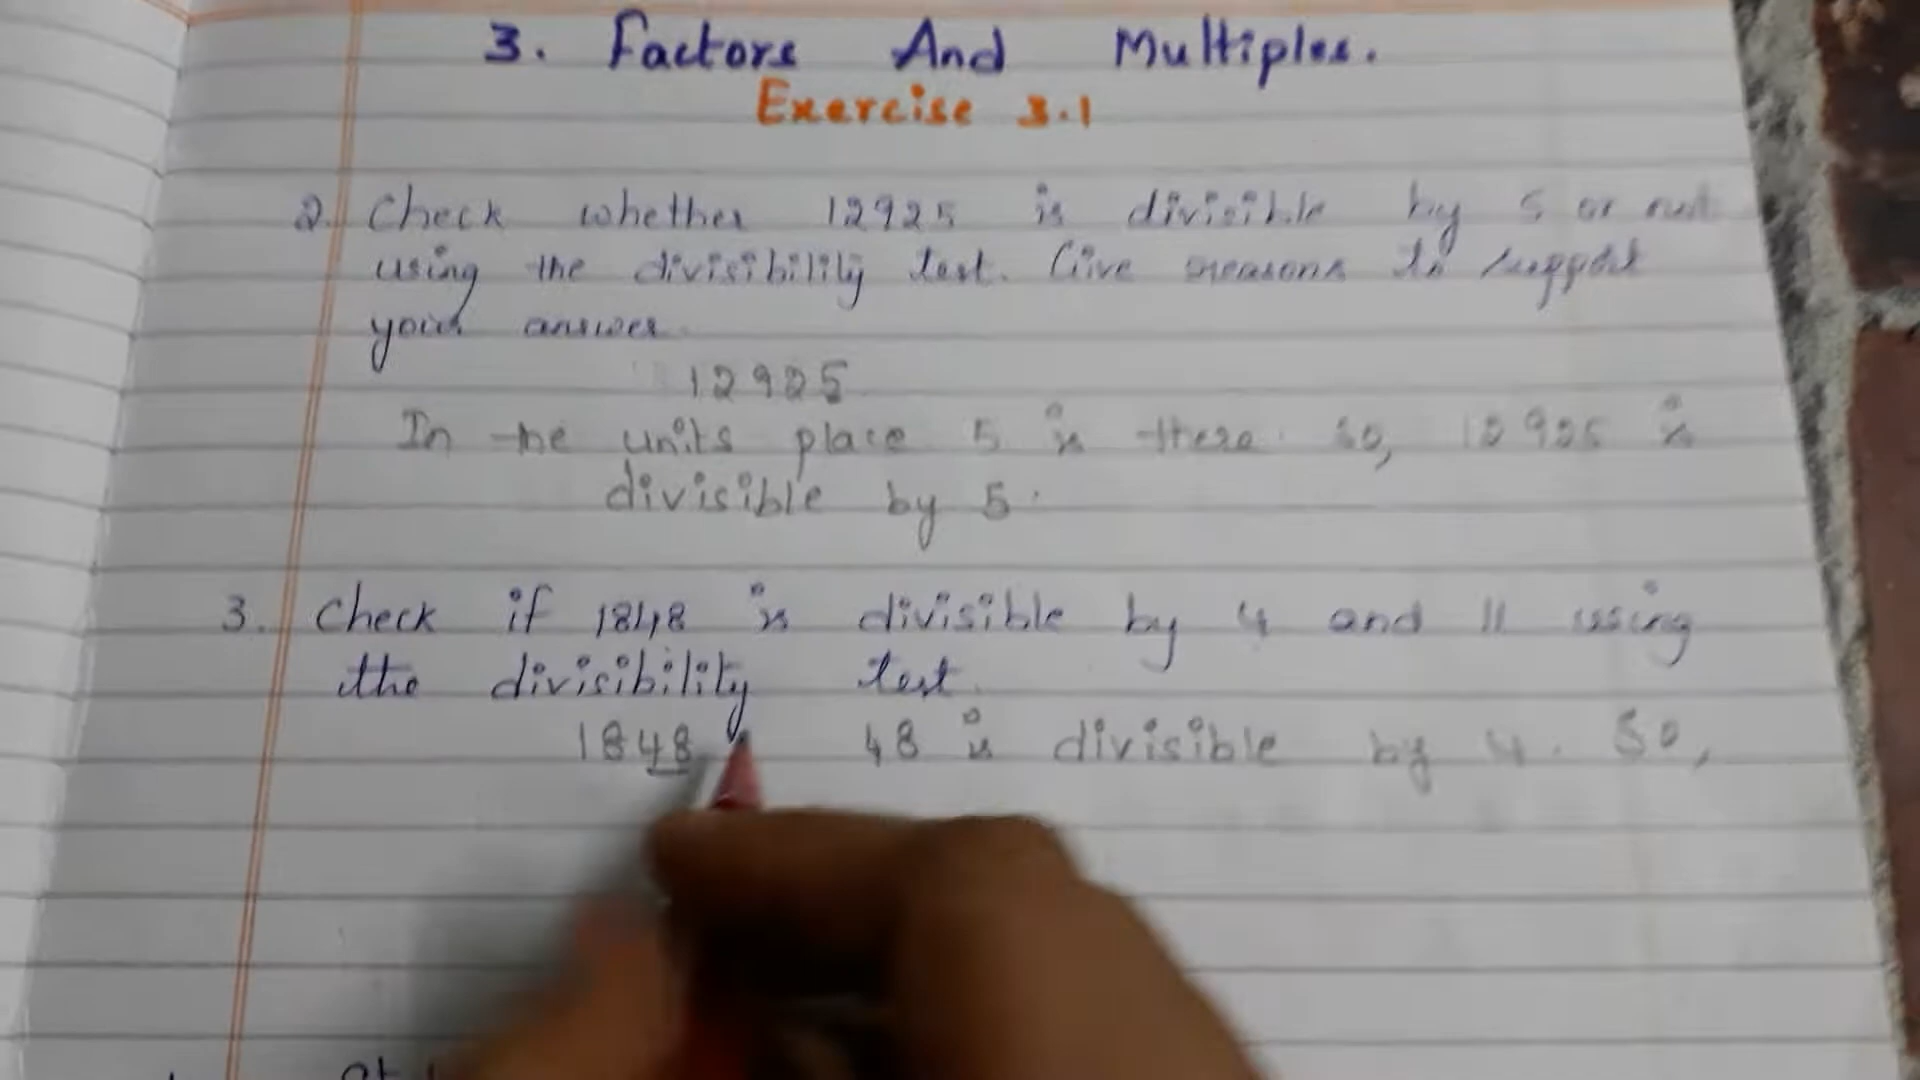 3. Factors And Multiples.
Exercise 3.1
2. Check whether 12925 is divisible by 5 or not
using the divisibility test. Give reasons to support
your answer.
12925
In the units place 5 is there. so, 12925 is
divisible by 5.
3. Check if 1848 is divisible by 4 and 11 using
the divisibility test.
1848 48 is divisible by 4. So,